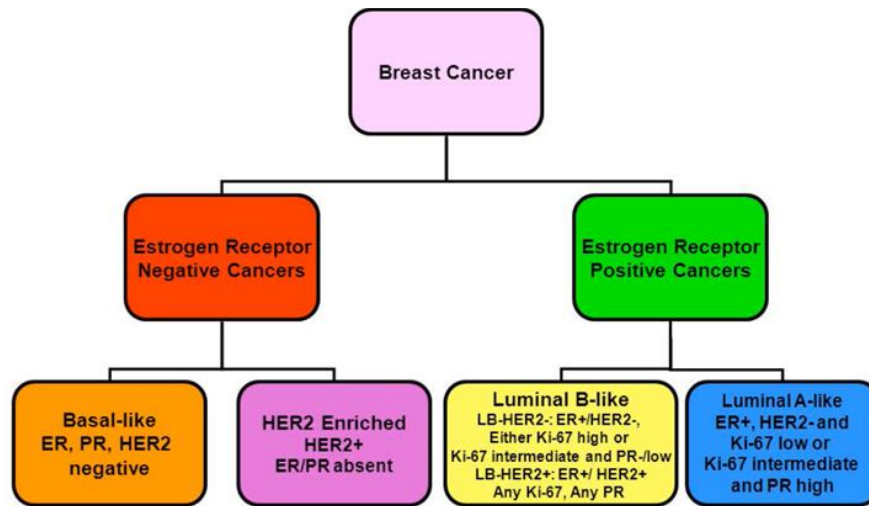 Breast Cancer
Estrogen Receptor
Negative Cancers
Estrogen Receptor
Positive Cancers
Basal-like
ER, PR, HER2
negative
HER2 Enriched
HER2+
ER/PR absent
Luminal B-like
LB-HER2-: ER+/HER2-,
Either Ki-67 high or
Ki-67 intermediate and PR-/low
LB-HER2+: ER+/ HER2+
Any Ki-67, Any PR
Luminal A-like
ER+, HER2- and
Ki-67 low or
Ki-67 intermediate
and PR high